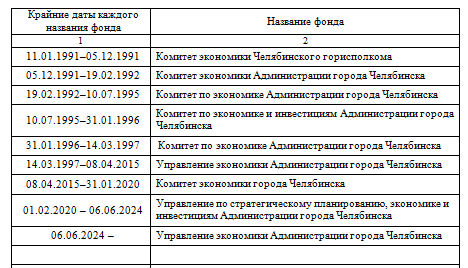 Крайние даты каждого
названия фонда
Название фонда
1
2
11.01.1991–05.12.1991
Комитет экономики Челябинского горисполкома
05.12.1991–19.02.1992
Комитет экономики Администрации города Челябинска
19.02.1992–10.07.1995
Комитет по экономике Администрации города Челябинска
10.07.1995–31.01.1996
Комитет по экономике и инвестициям Администрации города
Челябинска
31.01.1996–14.03.1997
Комитет по экономике Администрации города Челябинска
14.03.1997–08.04.2015
Управление экономики Администрации города Челябинска
08.04.2015–31.01.2020
Комитет экономики города Челябинска
01.02.2020 – 06.06.2024
Управление по стратегическому планированию, экономике и
инвестициям Администрации города Челябинска
06.06.2024 –
Управление экономики Администрации города Челябинска